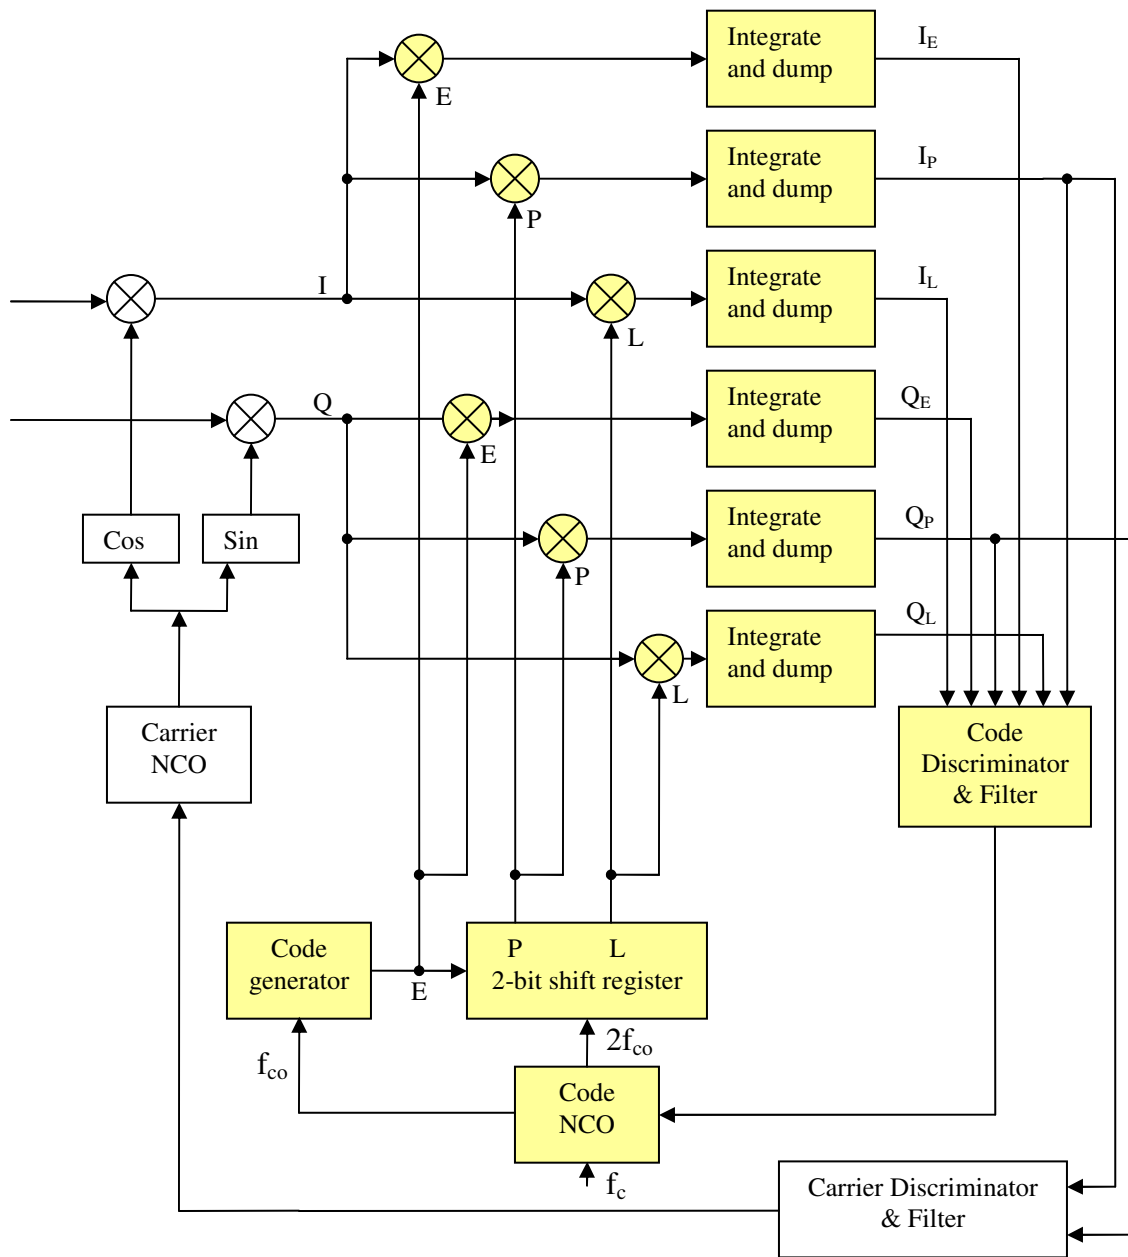 Integrate
and dump
I_E
E
Integrate
and dump
I_P
P
I
Integrate
and dump
I_L
L
Q
Integrate
and dump
Q_E
E
Cos
Sin
Integrate
and dump
Q_P
P
Integrate
and dump
Q_L
L
Carrier
NCO
Code
Discriminator
& Filter
Code
generator
E
P L
2-bit shift register
f_co
2f_co
Code
NCO
f_c
Carrier Discriminator
& Filter